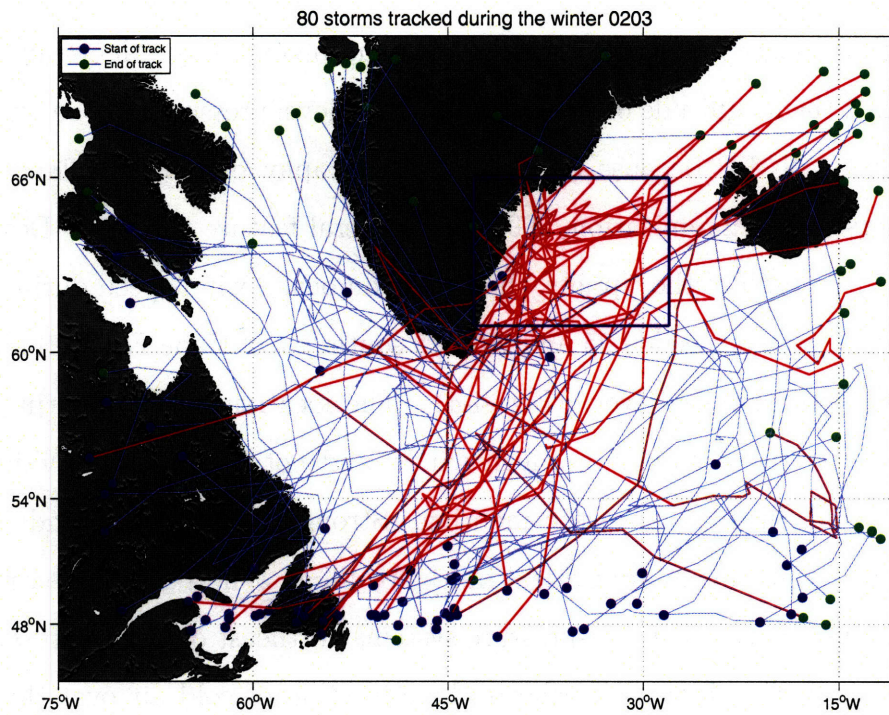 80 storms tracked during the winter 0203
Start of track
End of track
66°N
60°N
54°N
48°N
75°W
60°W
45°W
30°W
15°W